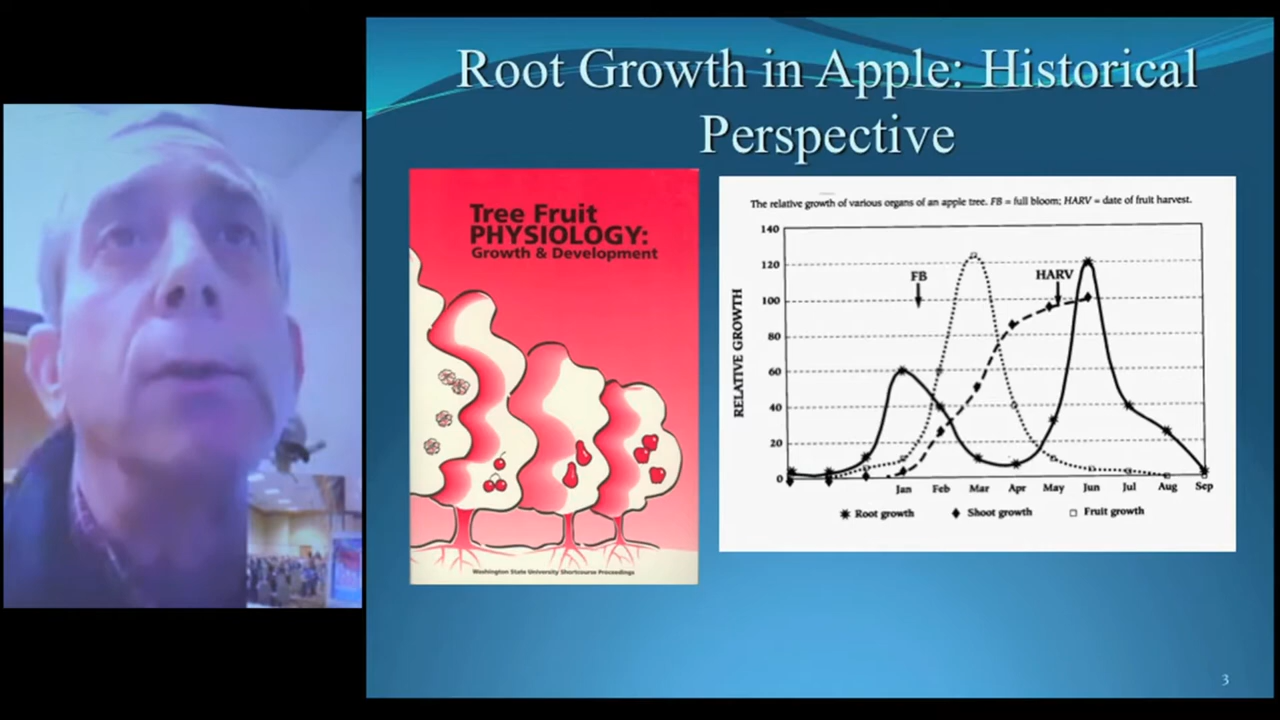 Root Growth in Apple: Historical
Perspective
Tree Fruit
PHYSIOLOGY:
Growth & Development
Washington State University Shortcourse Proceedings
The relative growth of various organs of an apple tree. FB = full bloom; HARV = date of fruit harvest.
RELATIVE GROWTH
140
120
100
80
60
40
20
0
FB
HARV
Jan Feb Mar Apr May Jun Jul Aug Sep
Root growth Shoot growth Fruit growth
3